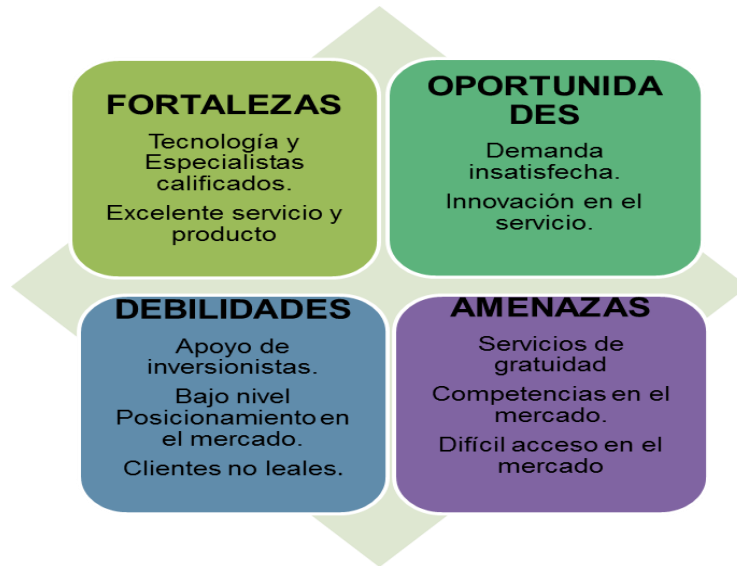 FORTALEZAS
Tecnología y
Especialistas
calificados.
Excelente servicio y
producto
OPORTUNIDA
DES
Demanda
insatisfecha.
Innovación en el
servicio.
DEBILIDADES
Apoyo de
inversionistas.
Bajo nivel
Posicionamiento en
el mercado.
Clientes no leales.
AMENAZAS
Servicios de
gratuidad
Competencias en el
mercado.
Difícil acceso en el
mercado